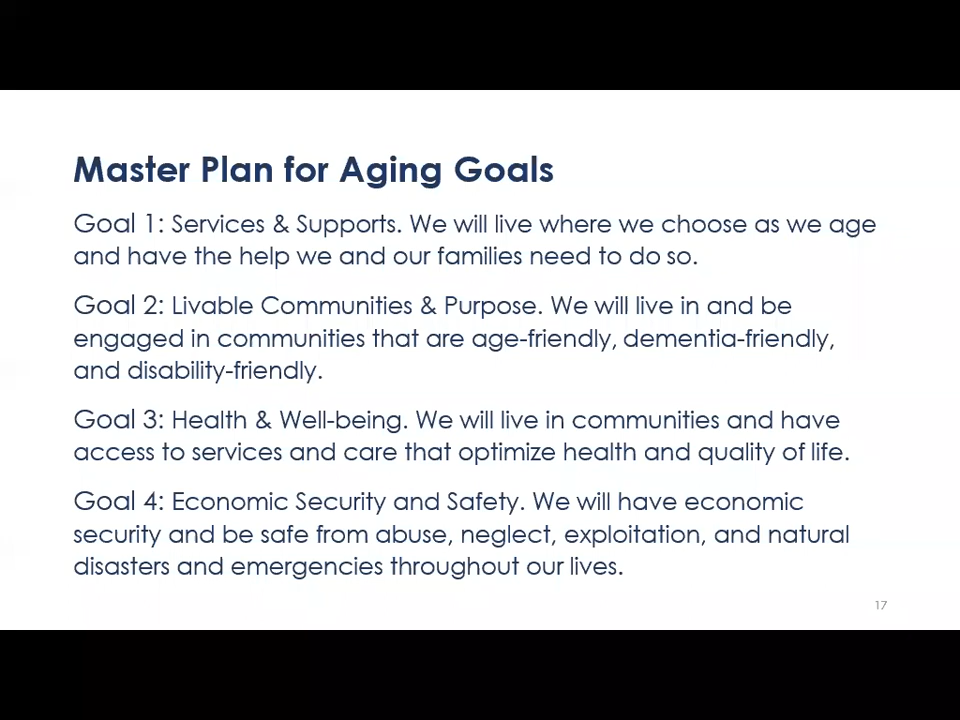 Master Plan for Aging Goals
Goal 1: Services & Supports. We will live where we choose as we age
and have the help we and our families need to do so.
Goal 2: Livable Communities & Purpose. We will live in and be
engaged in communities that are age-friendly, dementia-friendly,
and disability-friendly.
Goal 3: Health & Well-being. We will live in communities and have
access to services and care that optimize health and quality of life.
Goal 4: Economic Security and Safety. We will have economic
security and be safe from abuse, neglect, exploitation, and natural
disasters and emergencies throughout our lives.
17